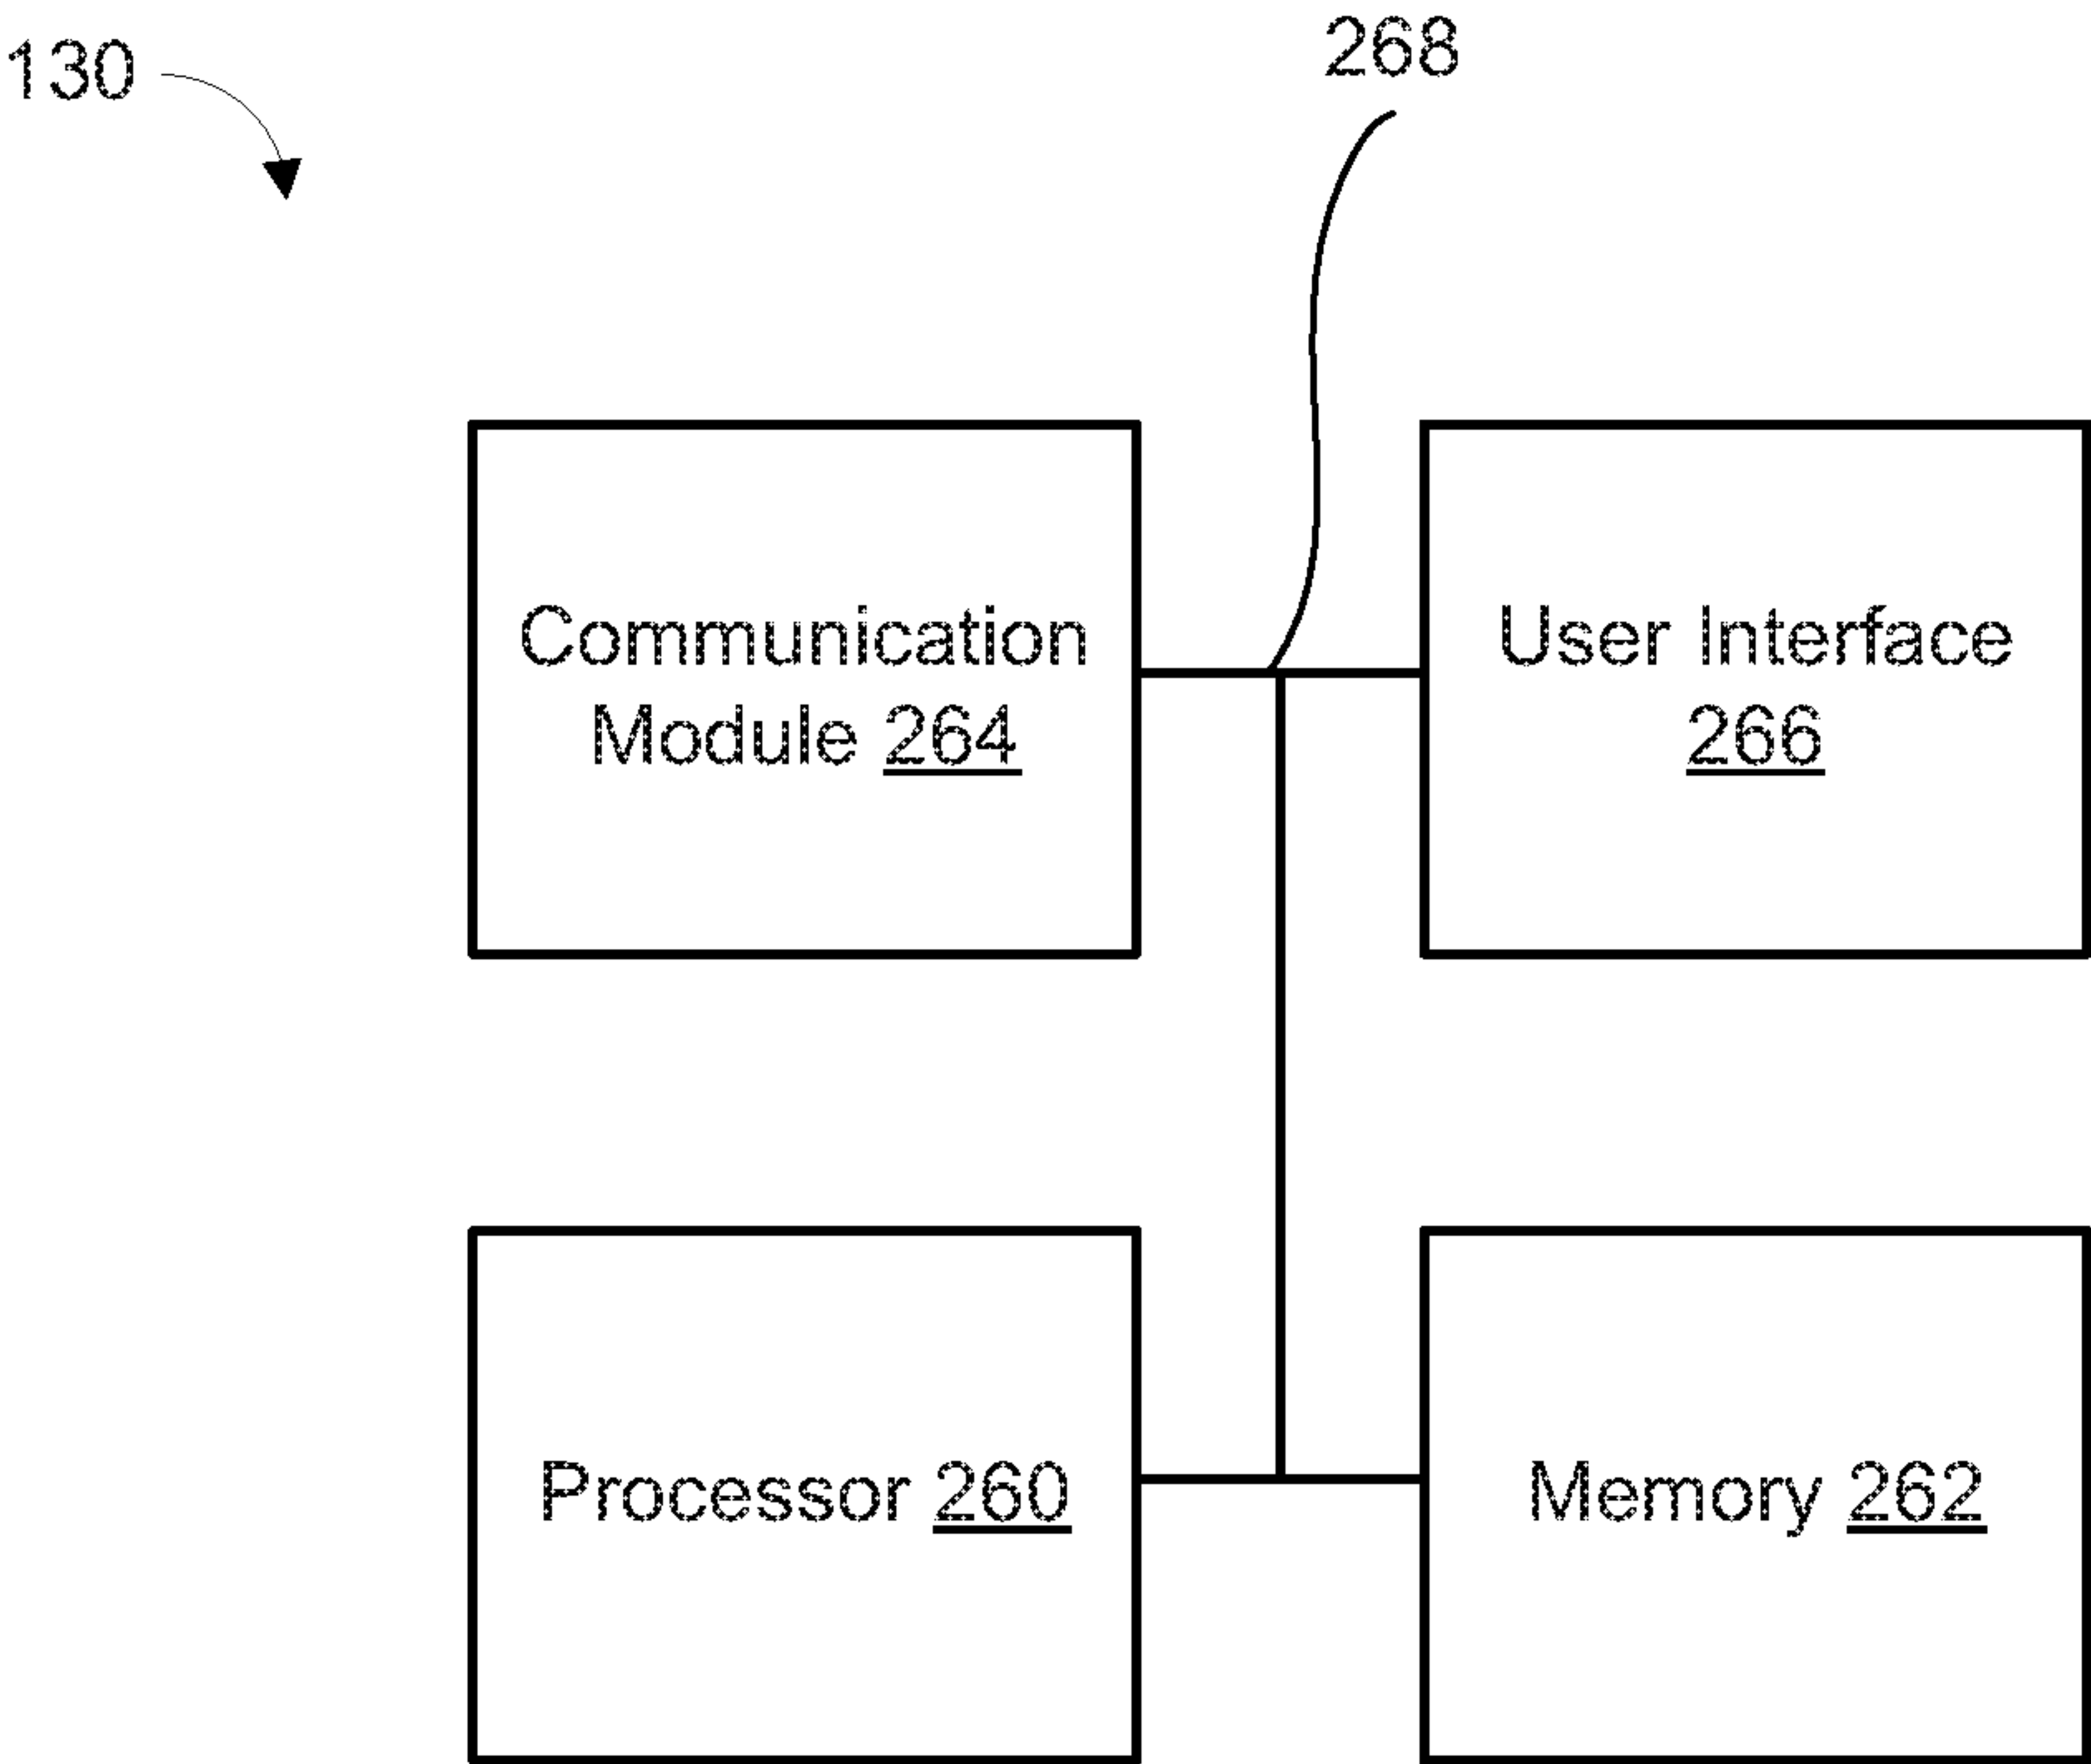 130
268
Communication
Module 264
User Interface
266
Processor 260
Memory 262